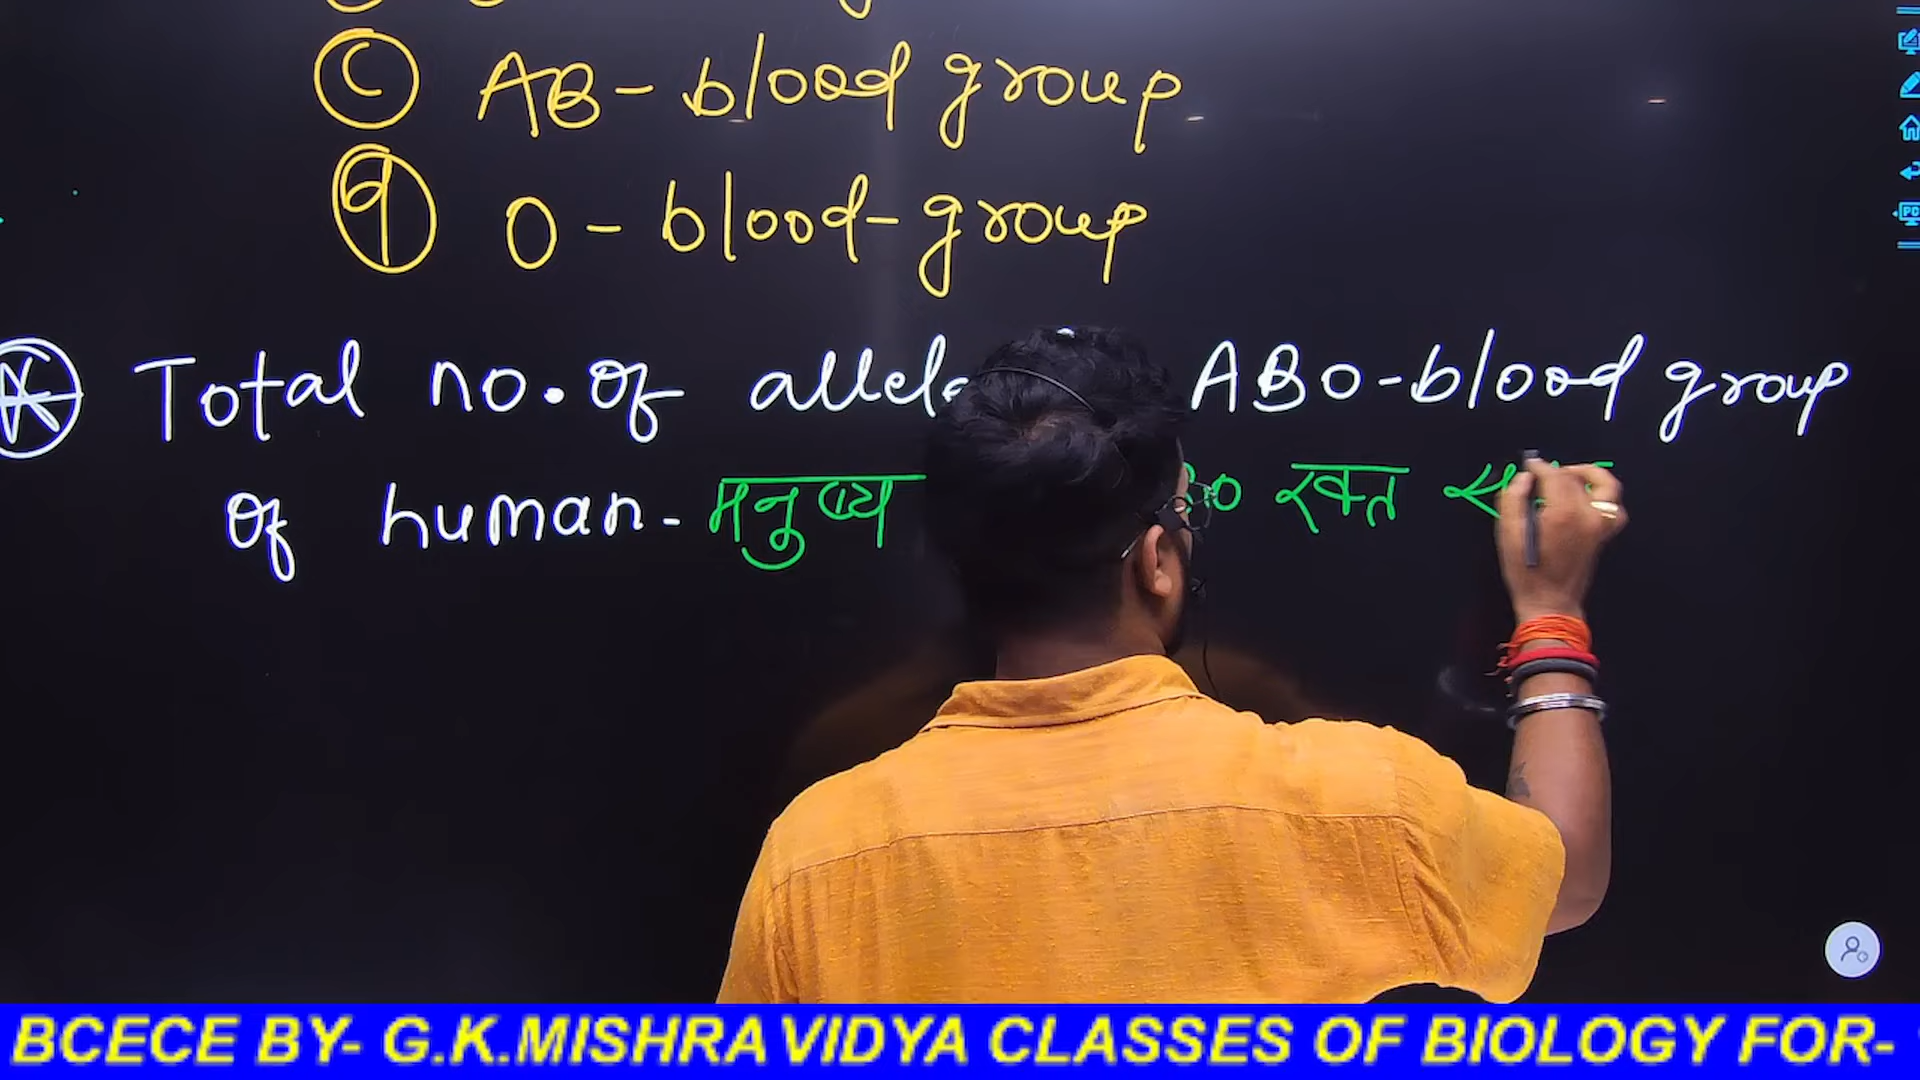 C AB - blood group
d O - blood - group
Total no. of allele ABO - blood group
of human - मनुष्य रक्त
BCECE BY- G.K.MISHRA VIDYA CLASSES OF BIOLOGY FOR-